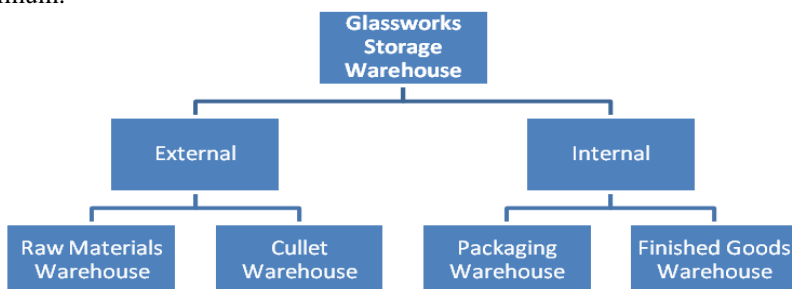 Glassworks
Storage
Warehouse
External
Internal
Raw Materials
Warehouse
Cullet
Warehouse
Packaging
Warehouse
Finished Goods
Warehouse